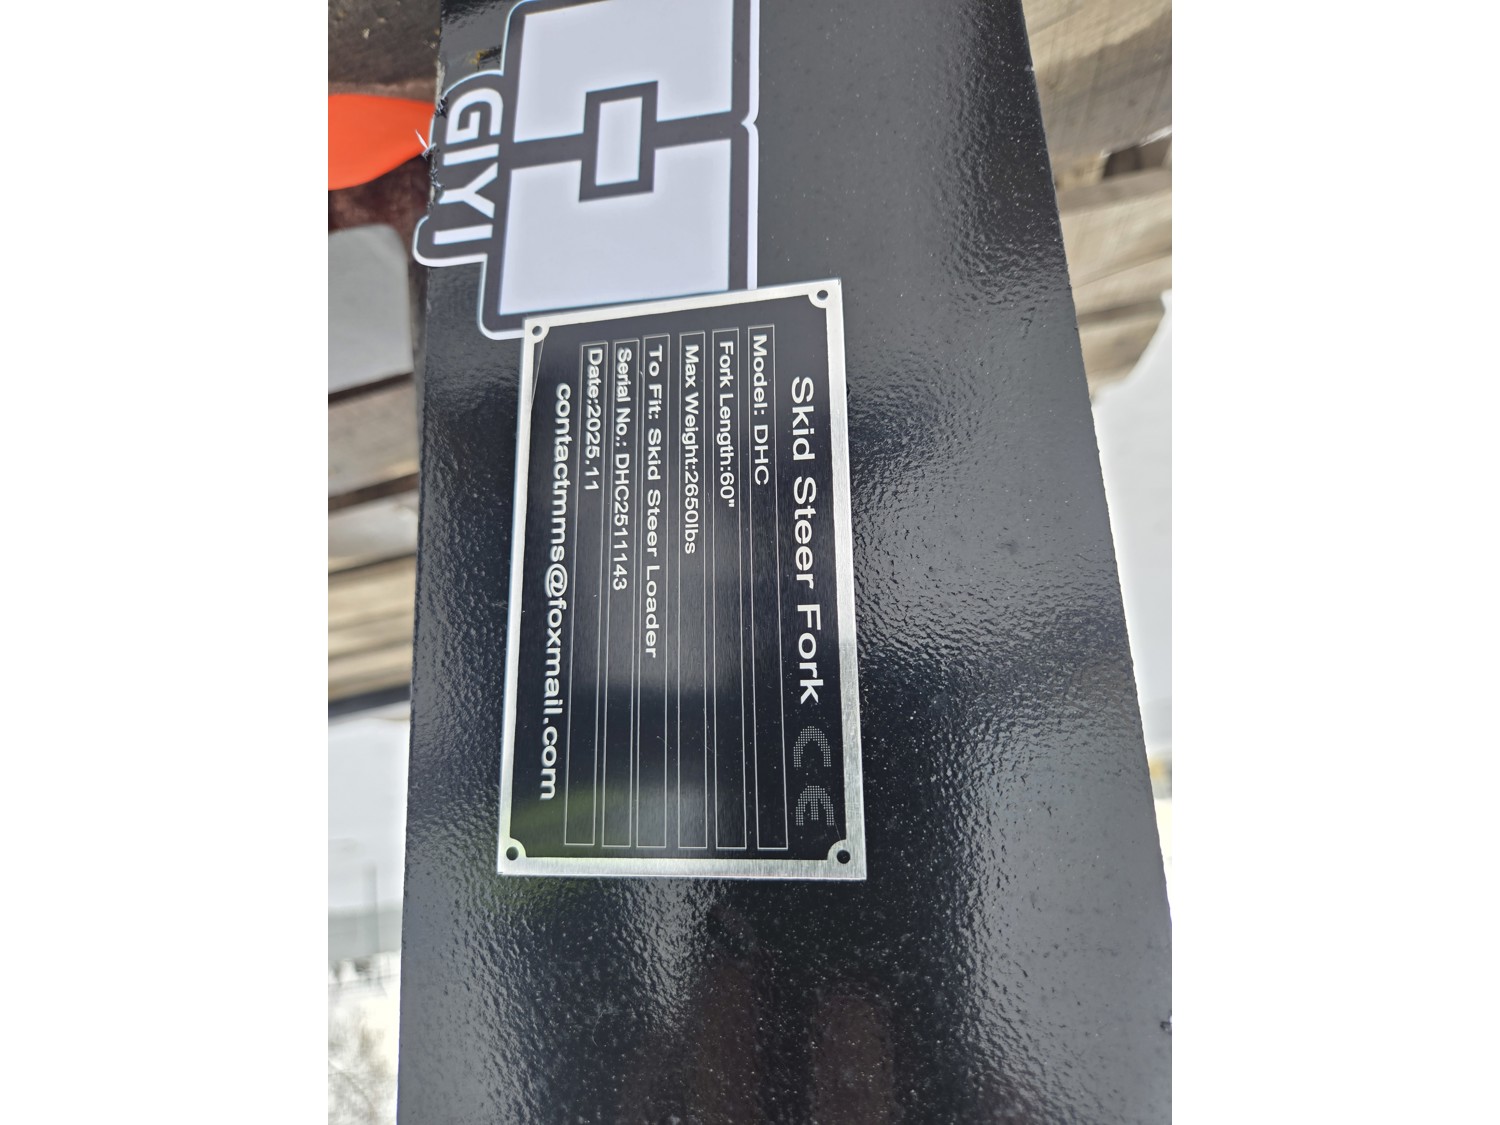 GIYI
Skid Steer Fork CE
Model: DHC
Fork Length:60"
Max Weight:2650lbs
To Fit: Skid Steer Loader
Serial No.: DHC2511143
Date:2025.11
contactmms@foxmail.com